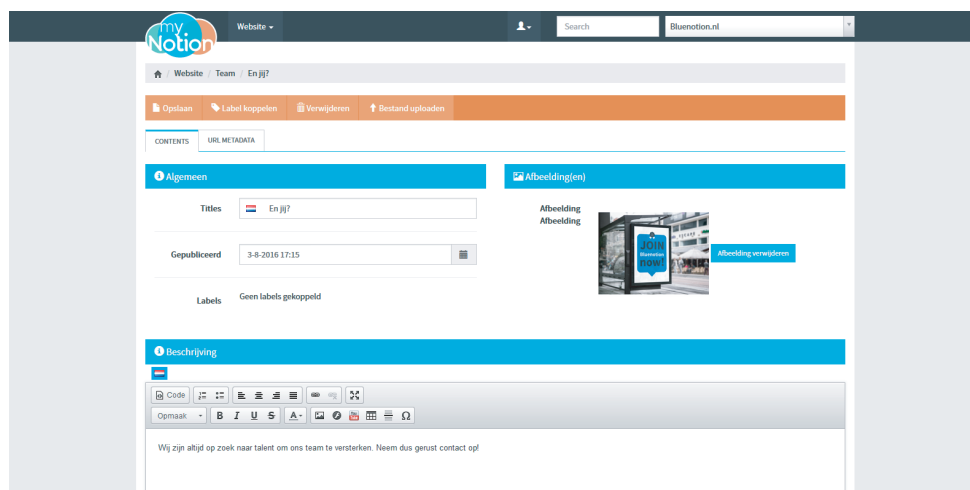 my
Notion
Website
Search
Bluenotion.nl
/ Website / Team / En jij?
Opslaan
Label koppelen
Verwijderen
Bestand uploaden
CONTENTS
URL METADATA
Algemeen
Titles
En jij?
Gepubliceerd
3-8-2016 17:15
Labels
Geen labels gekoppeld
Afbeelding(en)
Afbeelding
Afbeelding
JOIN
Bluenotion
now!
Afbeelding verwijderen
Beschrijving
Code
Opmaak
B I U S A Ω
Wij zijn altijd op zoek naar talent om ons team te versterken. Neem dus gerust contact op!